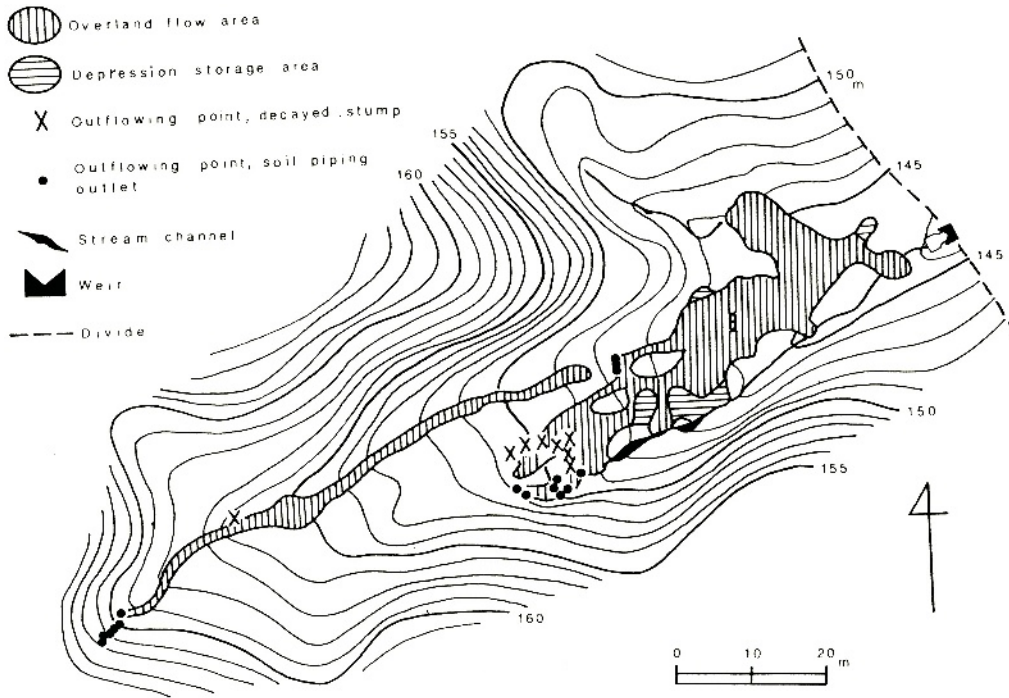 Overland flow area
Depression storage area
Outflowing point, decayed .stump
Outflowing point, soil piping
outlet
Stream channel
Weir
Divide
155
160
150
m
145
145
150
155
160
0 10 20
m